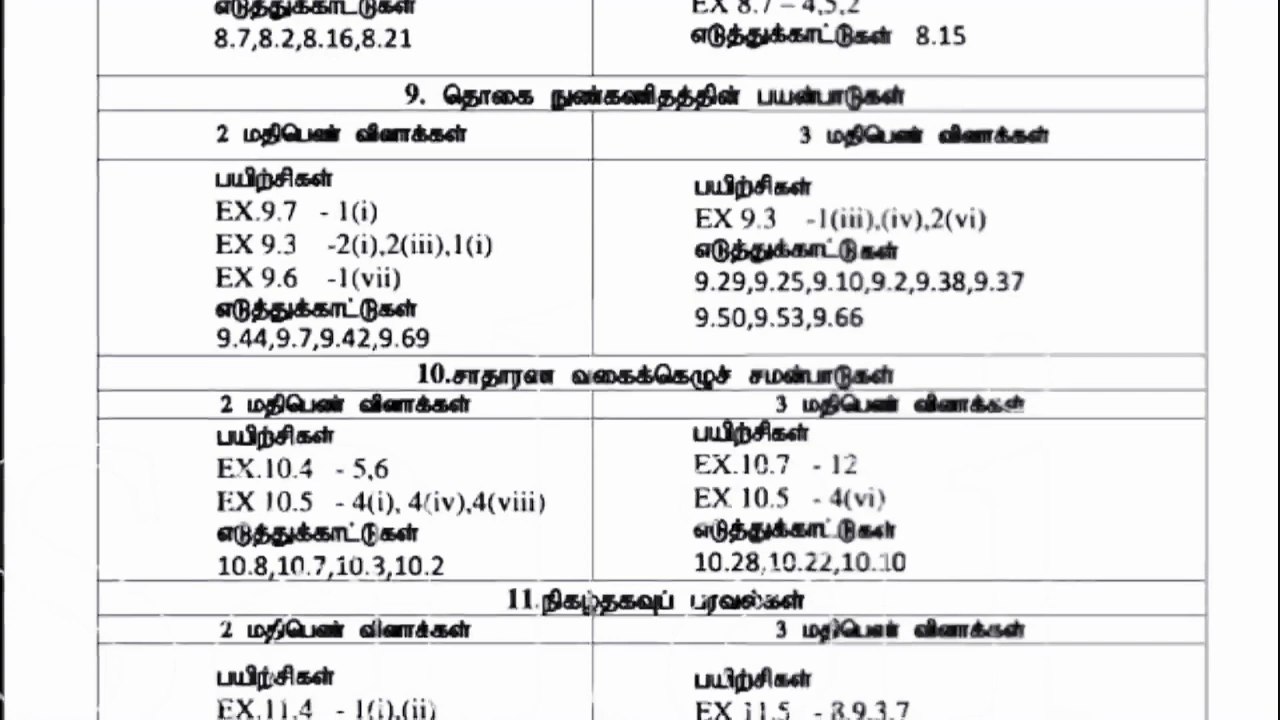 எடுத்துக்காட்டுகள்
8.7,8.2,8.16,8.21
EX 8.7 – 4,5,2
எடுத்துக்காட்டுகள் 8.15
9. தொகை நுண்கணிதத்தின் பயன்பாடுகள்
2 மதிபெண் வினாக்கள்
3 மதிபெண் வினாக்கள்
பயிற்சிகள்
EX.9.7 - 1(i)
EX 9.3 -2(i),2(iii),1(i)
EX 9.6 -1(vii)
எடுத்துக்காட்டுகள்
9.44,9.7,9.42,9.69
பயிற்சிகள்
EX 9.3 -1(iii),(iv),2(vi)
எடுத்துக்காட்டுகள்
9.29,9.25,9.10,9.2,9.38,9.37
9.50,9.53,9.66
10.சாதாரண வகைக்கெழுச் சமன்பாடுகள்
2 மதிபெண் வினாக்கள்
3 மதிபெண் வினாக்கள்
பயிற்சிகள்
EX.10.4 - 5,6
EX 10.5 - 4(i), 4(iv),4(viii)
எடுத்துக்காட்டுகள்
10.8,10.7,10.3,10.2
பயிற்சிகள்
EX.10.7 - 12
EX 10.5 - 4(vi)
எடுத்துக்காட்டுகள்
10.28,10.22,10.10
11.நிகழ்தகவுப் பரவல்கள்
2 மதிபெண் வினாக்கள்
3 மதிபெண் வினாக்கள்
பயிற்சிகள்
EX.11.4 - 1(i),(ii)
பயிற்சிகள்
EX 11.5 - 8,9,3,7